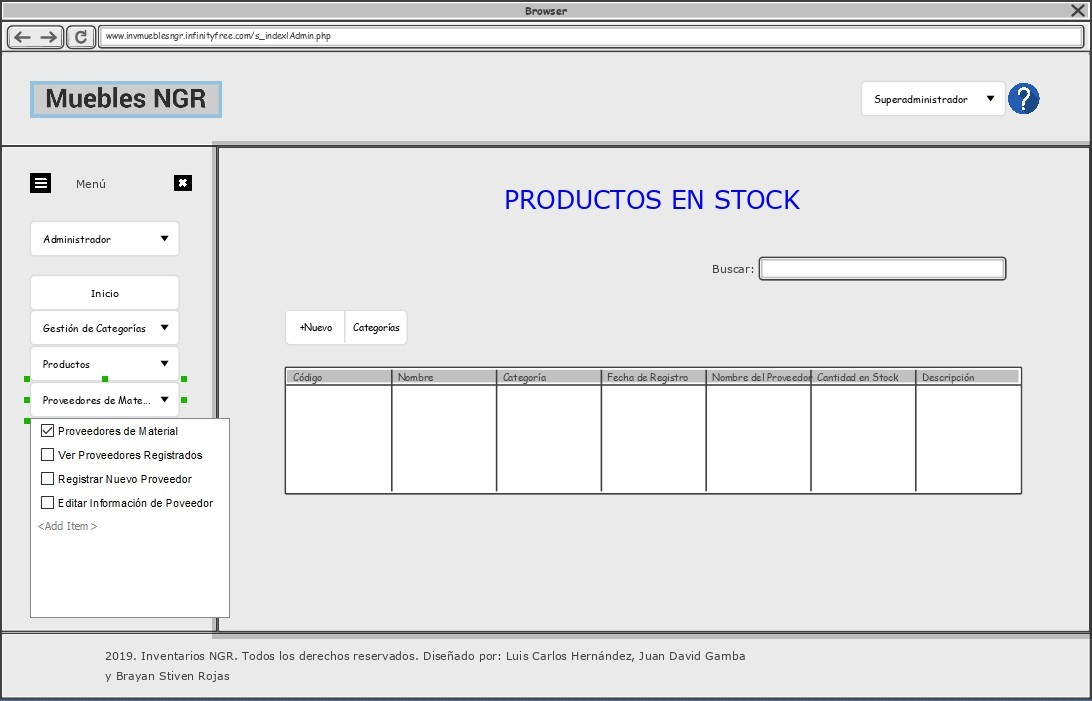 Browser
www.invmueblesngr.infinityfree.com/s_indexlAdmin.php
Muebles NGR
Superadministrador
?
Menú
PRODUCTOS EN STOCK
Administrador
Buscar:
Inicio
Gestión de Categorías
+Nuevo Categorías
Productos
Código Nombre Categoría Fecha de Registro Nombre del Proveedor Cantidad en Stock Descripción
Proveedores de Mate...
Proveedores de Material
Ver Proveedores Registrados
Registrar Nuevo Proveedor
Editar Información de Poveedor
<Add Item>
2019. Inventarios NGR. Todos los derechos reservados. Diseñado por: Luis Carlos Hernández, Juan David Gamba
y Brayan Stiven Rojas